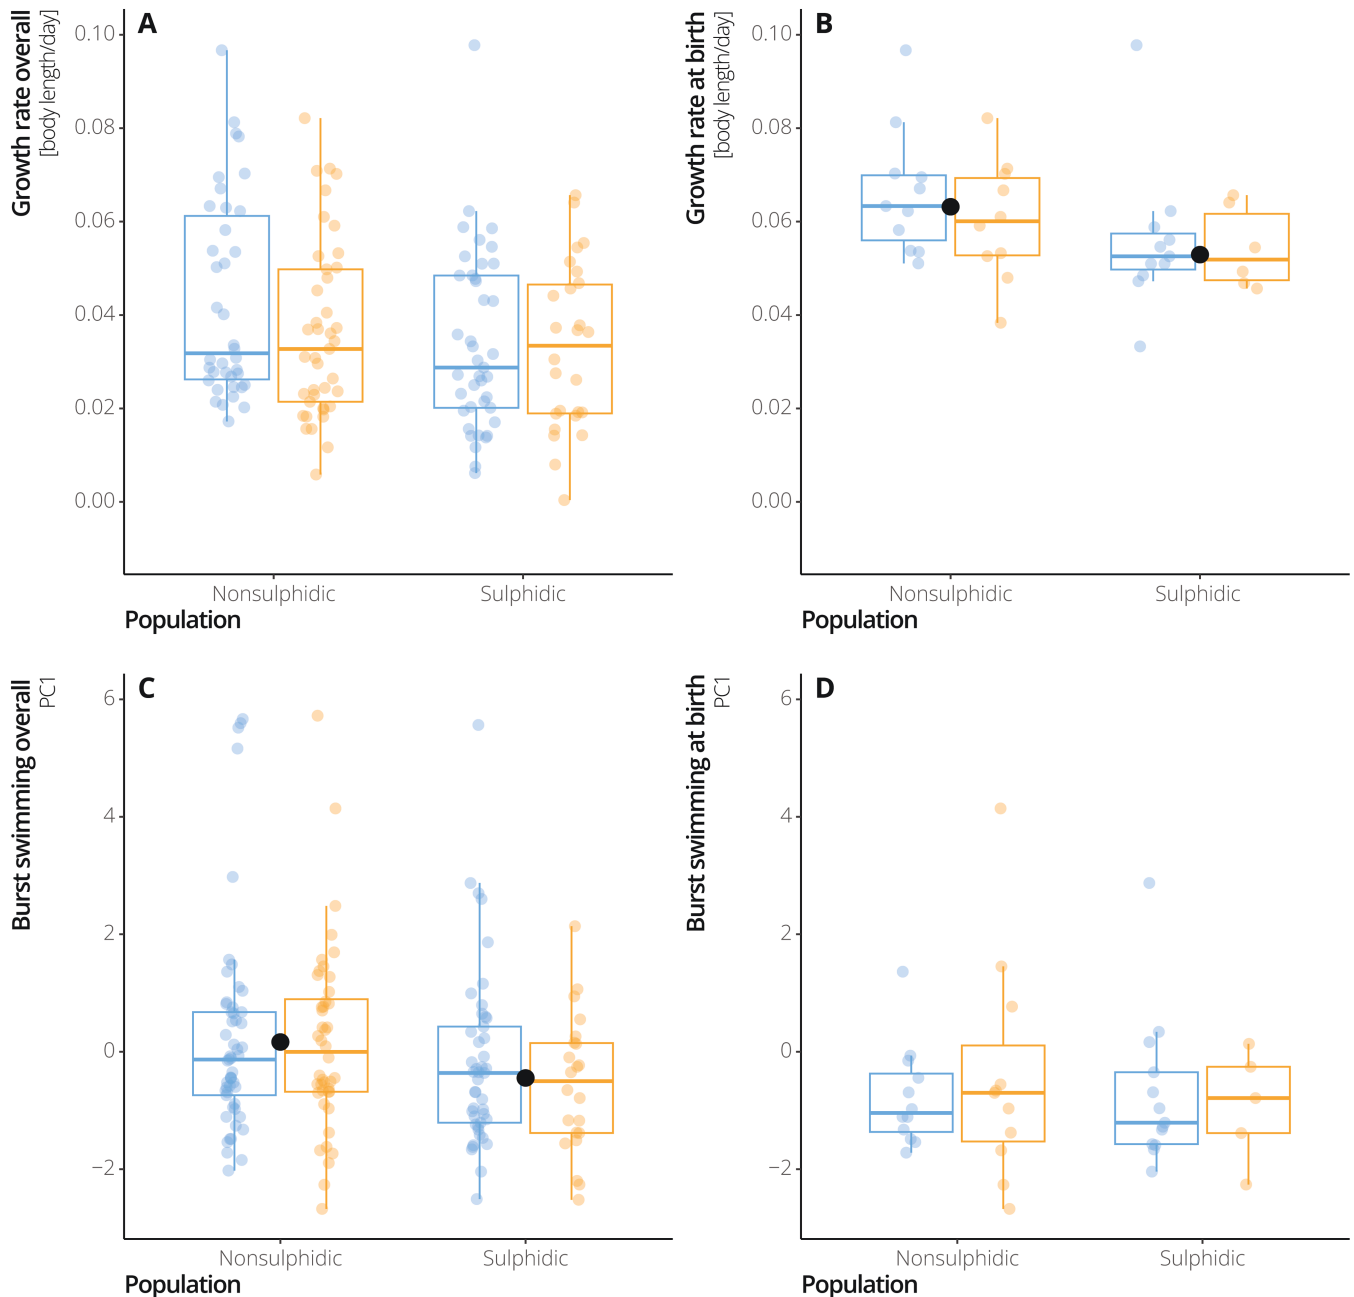 A
Growth rate overall
[body length/day]
0.10
0.08
0.06
0.04
0.02
0.00
Nonsulphidic
Sulphidic
Population
B
Growth rate at birth
[body length/day]
0.10
0.08
0.06
0.04
0.02
0.00
Nonsulphidic
Sulphidic
Population
C
Burst swimming overall
PC1
6
4
2
0
−2
Nonsulphidic
Sulphidic
Population
D
Burst swimming at birth
PC1
6
4
2
0
−2
Nonsulphidic
Sulphidic
Population